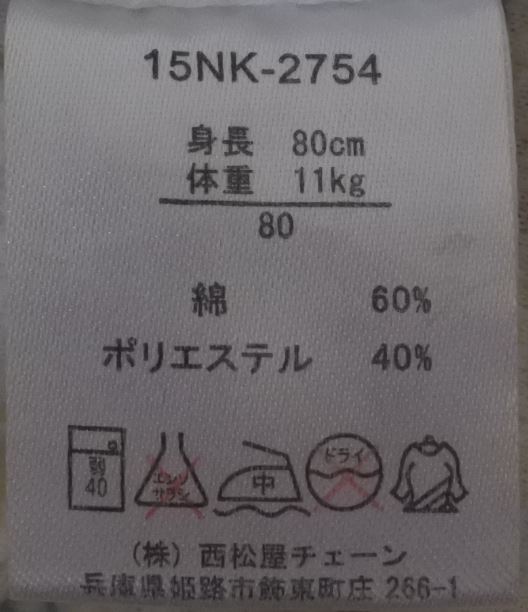 15NK-2754
身長 80cm
体重 11kg
80
綿 60%
ポリエステル 40%
弱
40
エンソ
サラシ
中
ドライ
(株) 西松屋チェーン
兵庫県姫路市飾東町庄 266-1